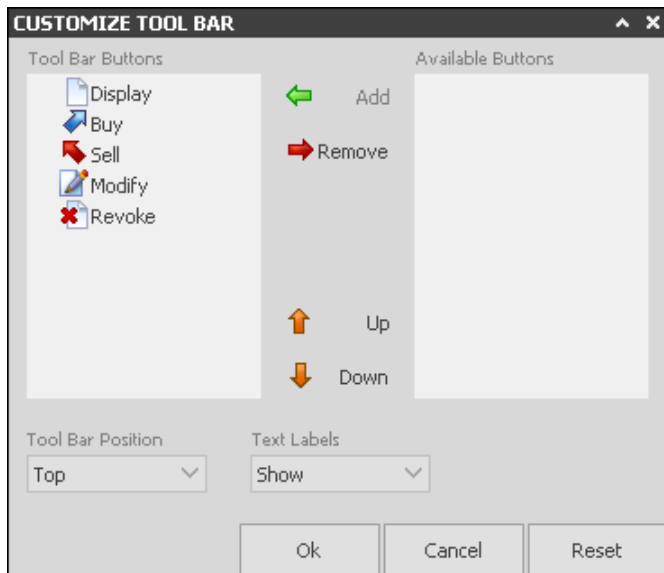 CUSTOMIZE TOOL BAR
Tool Bar Buttons
Available Buttons
Display
Buy
Sell
Modify
Revoke
Add
Remove
Up
Down
Tool Bar Position
Text Labels
Top
Show
Ok
Cancel
Reset